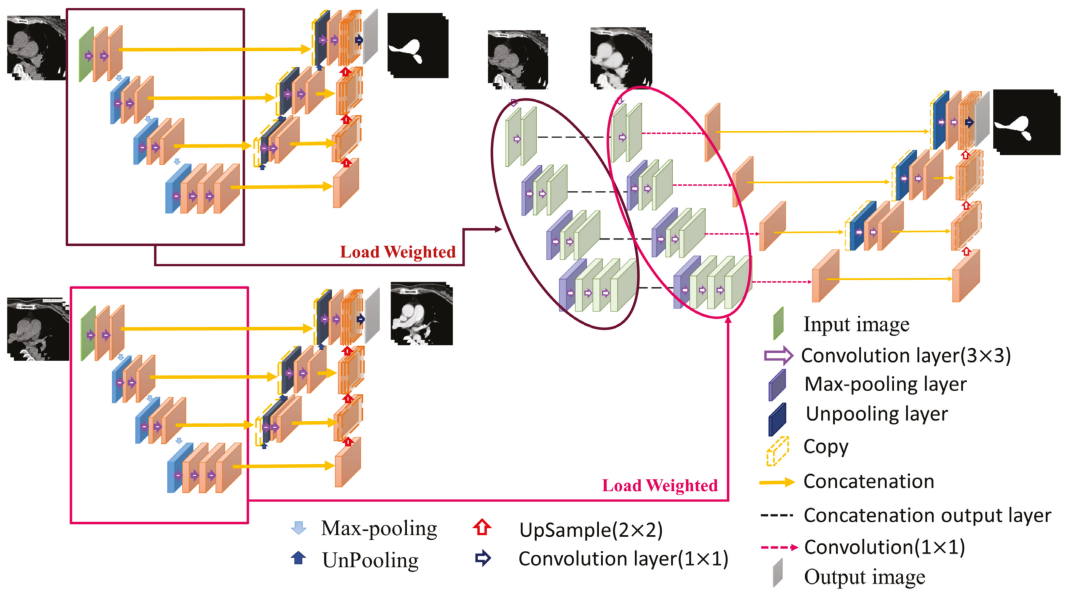 Load Weighted
Load Weighted
Input image
Convolution layer(3×3)
Max-pooling layer
Unpooling layer
Copy
Concatenation
Concatenation output layer
Convolution(1×1)
Output image
Max-pooling
UpSample(2×2)
UnPooling
Convolution layer(1×1)